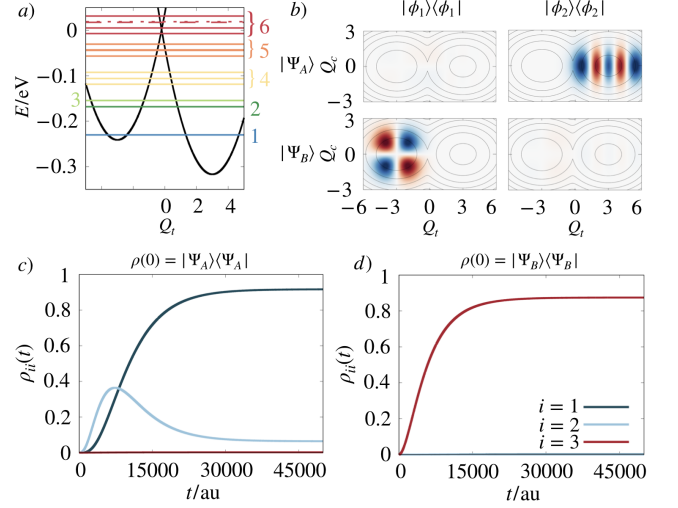 a)
E/eV
0
−0.1
−0.2
−0.3
6
5
4
3
2
1
0 2 4
Q_t
b)
|ϕ₁⟩⟨ϕ₁| |ϕ₂⟩⟨ϕ₂|
|Ψ_A⟩ Q_c
3
0
−3
|Ψ_B⟩ Q_c
3
0
−3
−6 −3 0 3 6 −3 0 3 6
Q_t Q_t
c) ρ(0) = |Ψ_A⟩⟨Ψ_A|
ρ_ii(t)
1
0.8
0.6
0.4
0.2
0
0 15000 30000 45000
t/au
d) ρ(0) = |Ψ_B⟩⟨Ψ_B|
ρ_ii(t)
1
0.8
0.6
0.4
0.2
0
i = 1
i = 2
i = 3
0 15000 30000 45000
t/au